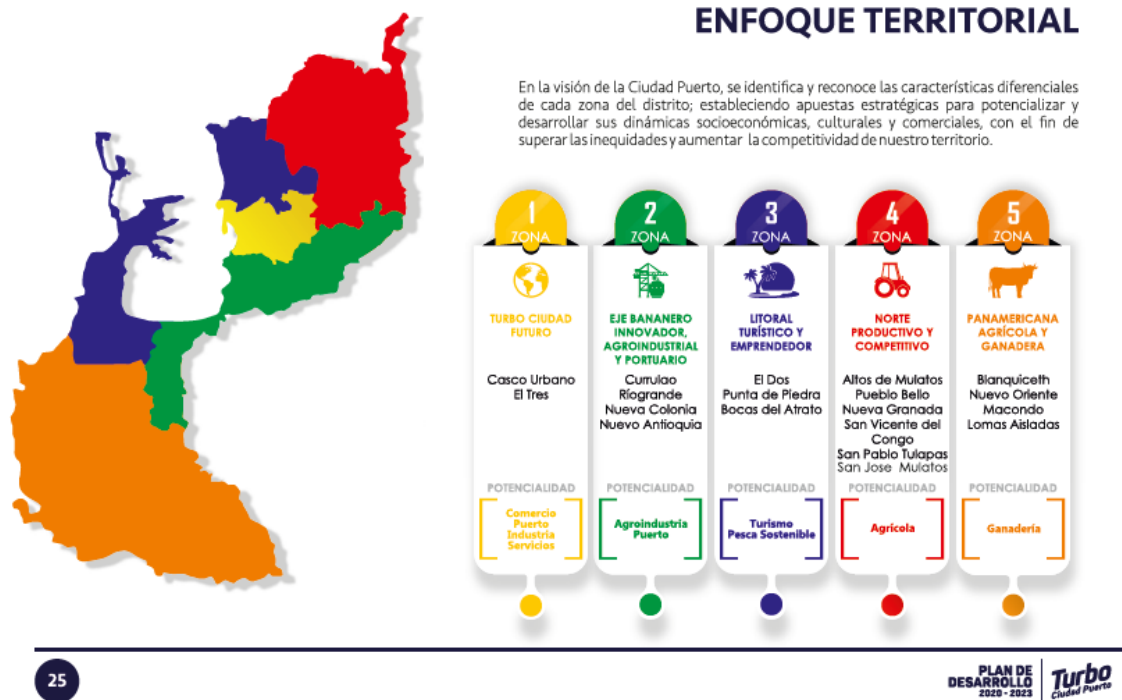 ENFOQUE TERRITORIAL
En la visión de la Ciudad Puerto, se identifica y reconoce las características diferenciales
de cada zona del distrito; estableciendo apuestas estratégicas para potencializar y
desarrollar sus dinámicas socioeconómicas, culturales y comerciales, con el fin de
superar las inequidades y aumentar la competitividad de nuestro territorio.
1
ZONA
TURBO CIUDAD
FUTURO
Casco Urbano
El Tres
POTENCIALIDAD
Comercio
Puerto
Industria
Servicios
2
ZONA
EJE BANANERO
INNOVADOR,
AGROINDUSTRIAL
Y PORTUARIO
Currulao
Ríogrande
Nueva Colonia
Nuevo Antioquia
POTENCIALIDAD
Agroindustria
Puerto
3
ZONA
LITORAL
TURÍSTICO Y
EMPRENDEDOR
El Dos
Punta de Piedra
Bocas del Atrato
POTENCIALIDAD
Turismo
Pesca Sostenible
4
ZONA
NORTE
PRODUCTIVO Y
COMPETITIVO
Altos de Mulatos
Pueblo Bello
Nueva Granada
San Vicente del
Congo
San Pablo Tulapas
San Jose Mulatos
POTENCIALIDAD
Agrícola
5
ZONA
PANAMERICANA
AGRÍCOLA Y
GANADERA
Blanquiceth
Nuevo Oriente
Macondo
Lomas Aisladas
POTENCIALIDAD
Ganadería
25
PLAN DE
DESARROLLO
2020 - 2023
Turbo
Ciudad Puerto